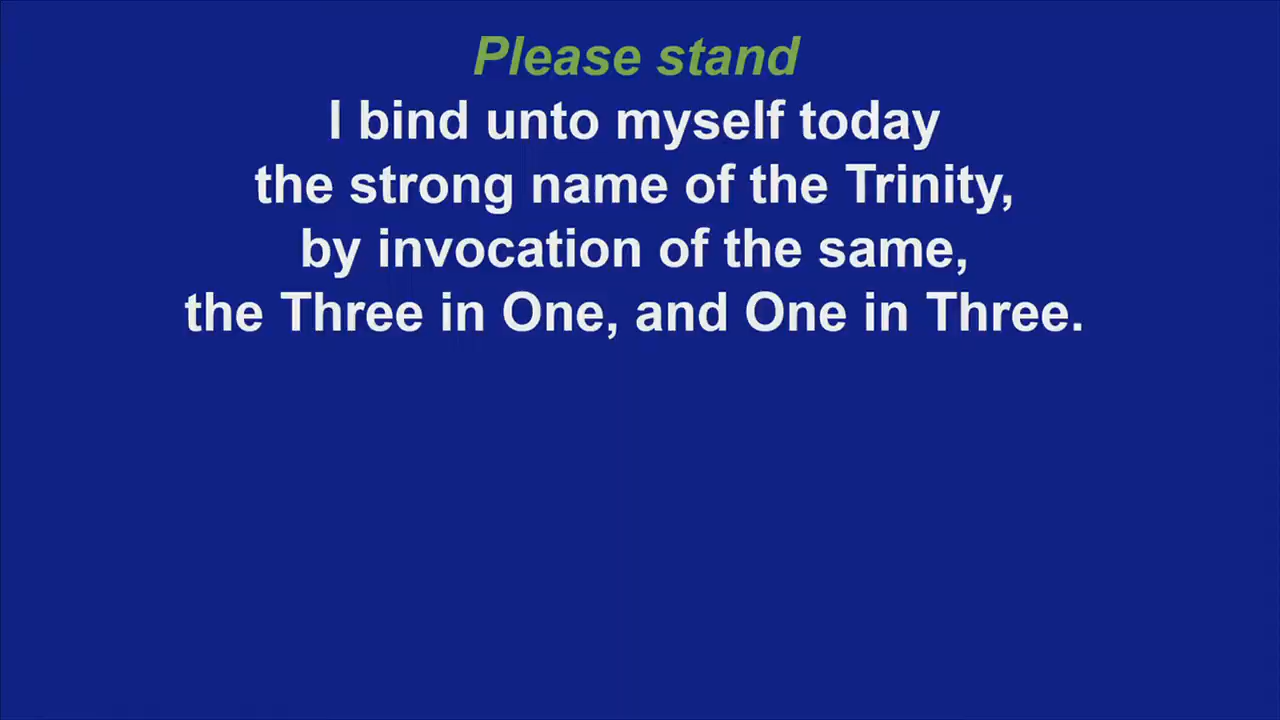 Please stand
I bind unto myself today
the strong name of the Trinity,
by invocation of the same,
the Three in One, and One in Three.